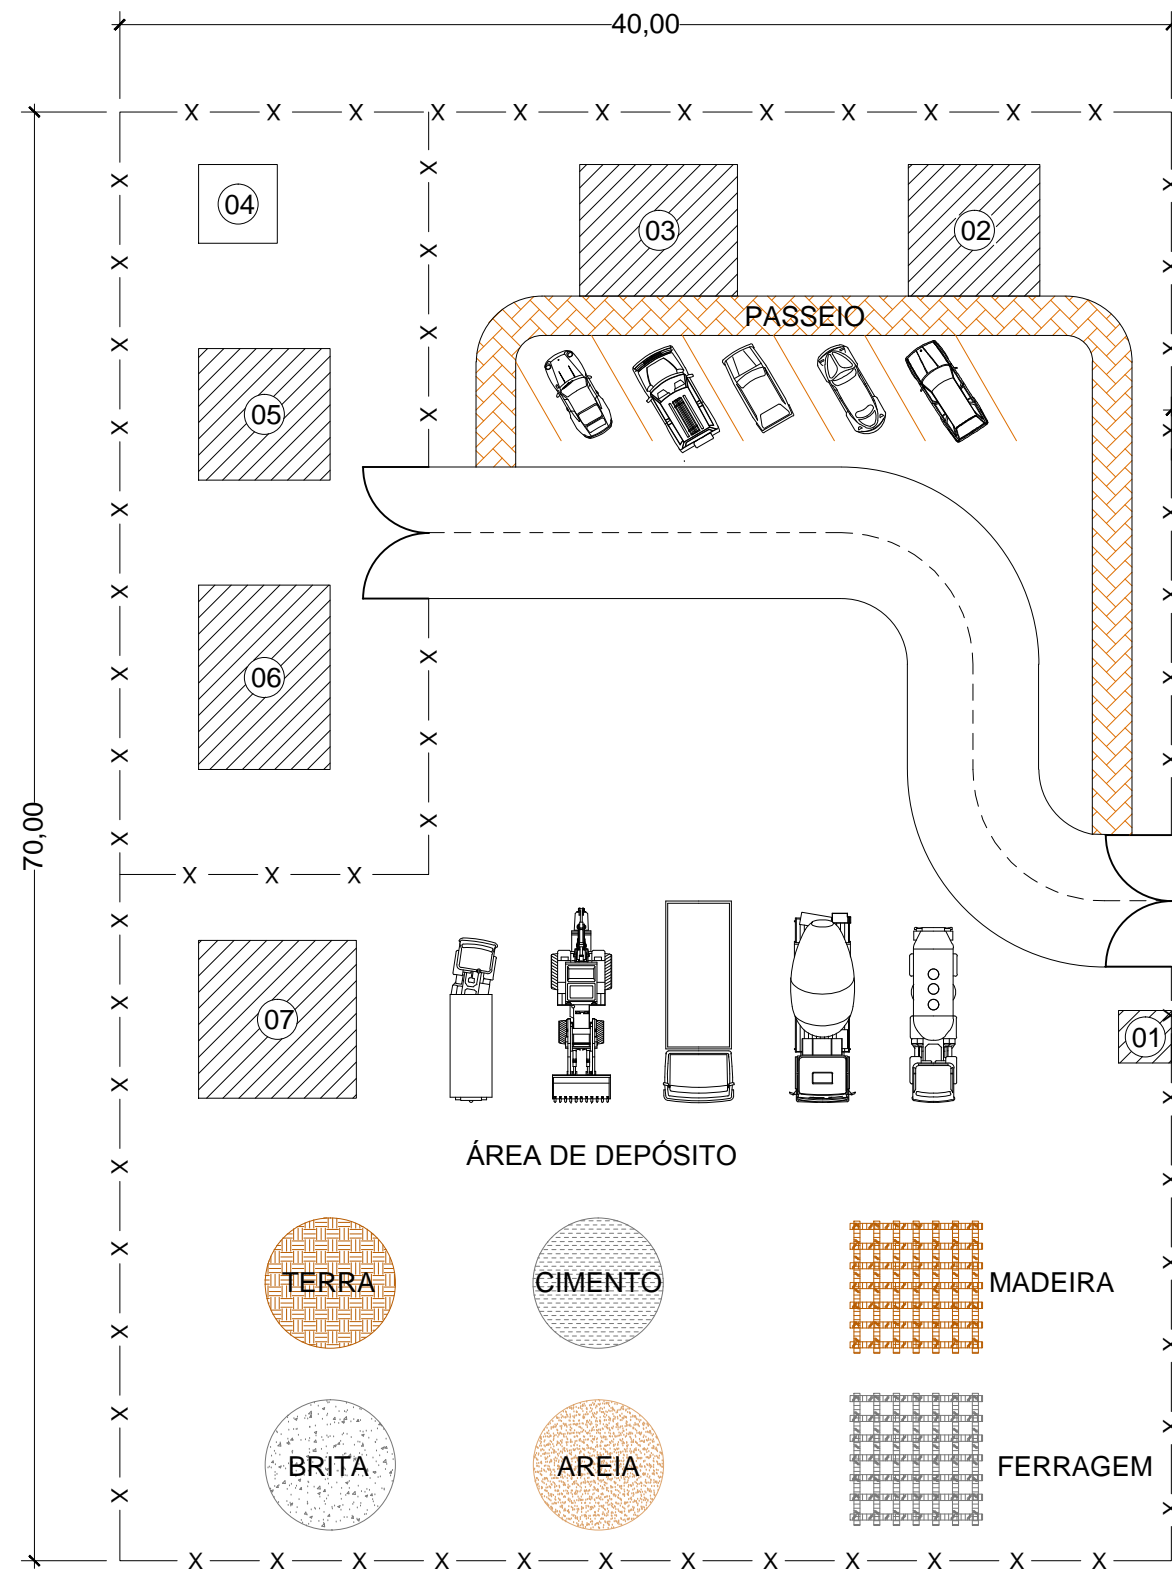 40,00
04
03
02
PASSEIO
05
06
70,00
07
01
ÁREA DE DEPÓSITO
TERRA
CIMENTO
MADEIRA
BRITA
AREIA
FERRAGEM